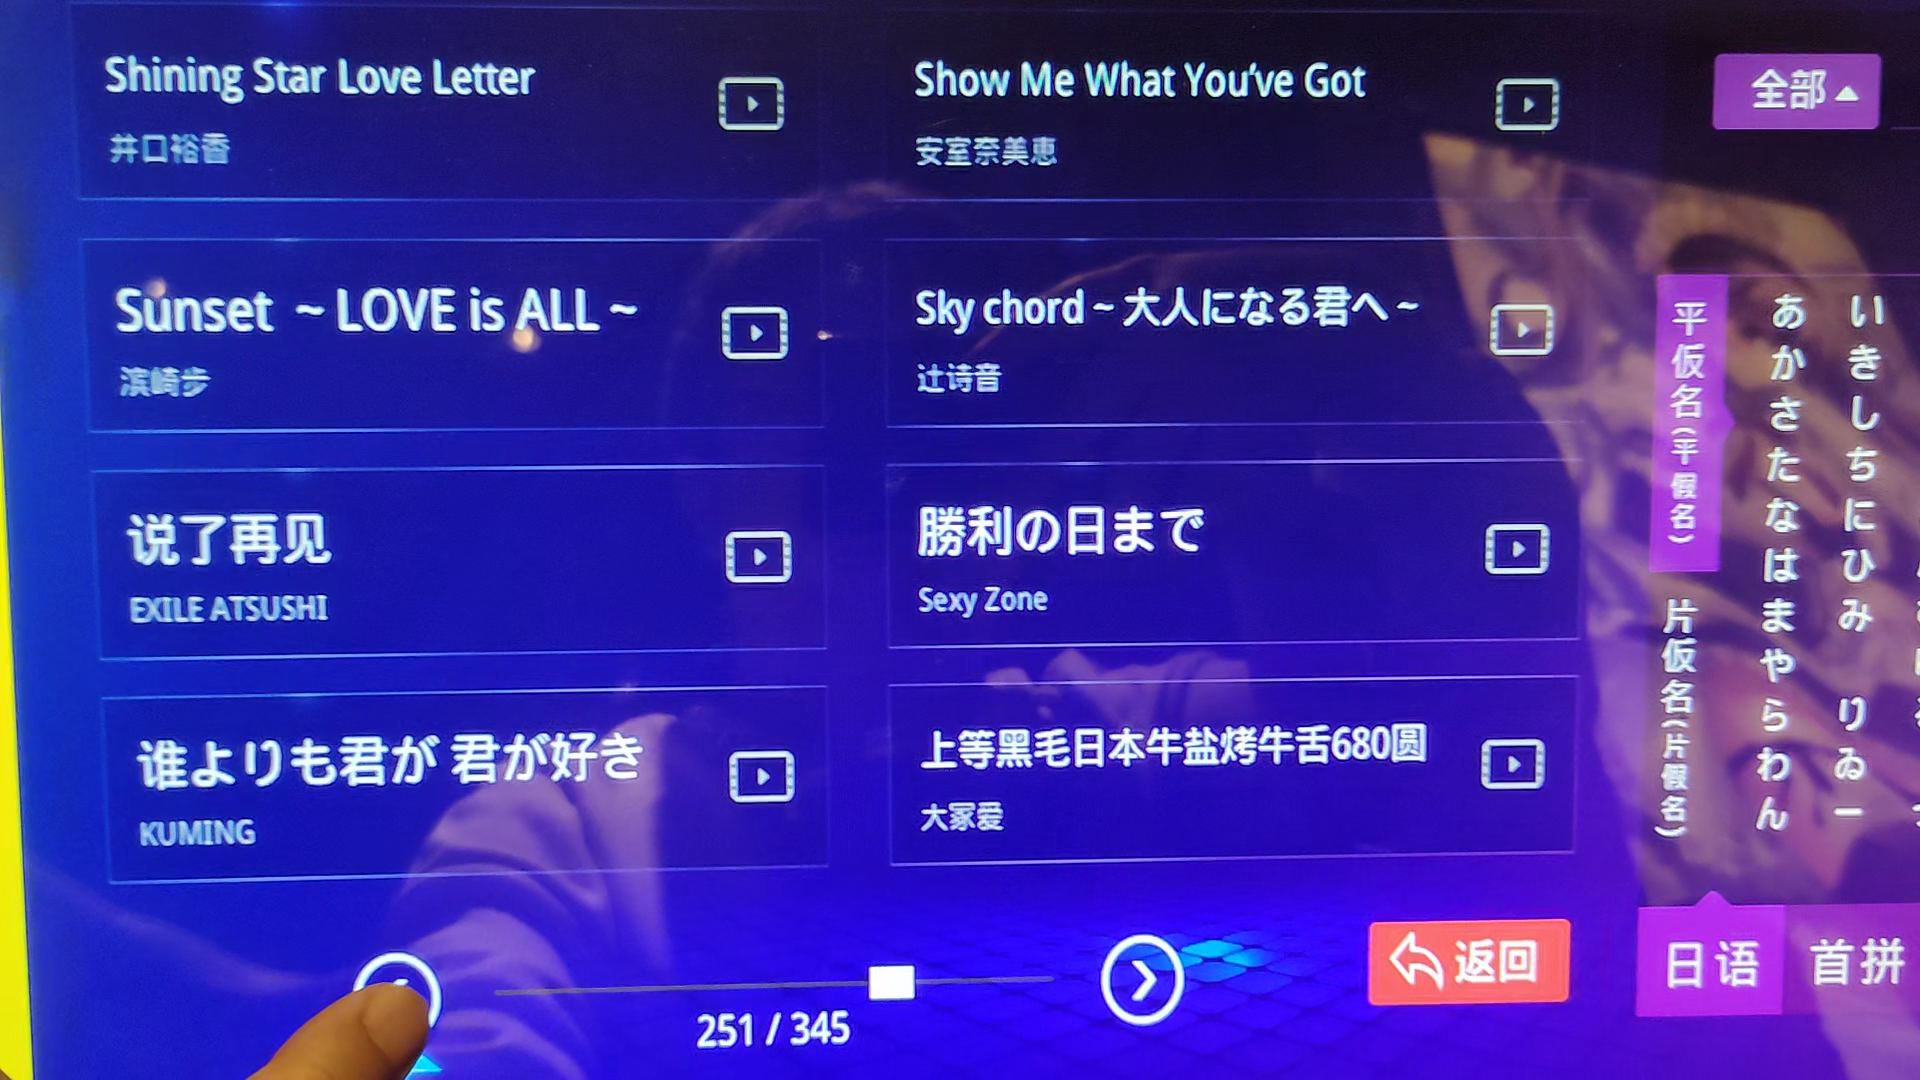 Shining Star Love Letter
井口裕香
Show Me What You've Got
安室奈美恵
Sunset ～LOVE is ALL～
滨崎步
Sky chord～大人になる君へ～
辻诗音
说了再见
EXILE ATSUSHI
勝利の日まで
Sexy Zone
谁よりも君が 君が好き
KUMING
上等黑毛日本牛盐烤牛舌680圆
大冢爱
251 / 345
返回
全部
平仮名(平假名)
片仮名(片假名)
あかさたなはまやらわん
いきしちにひみ りゐー
日语
首拼